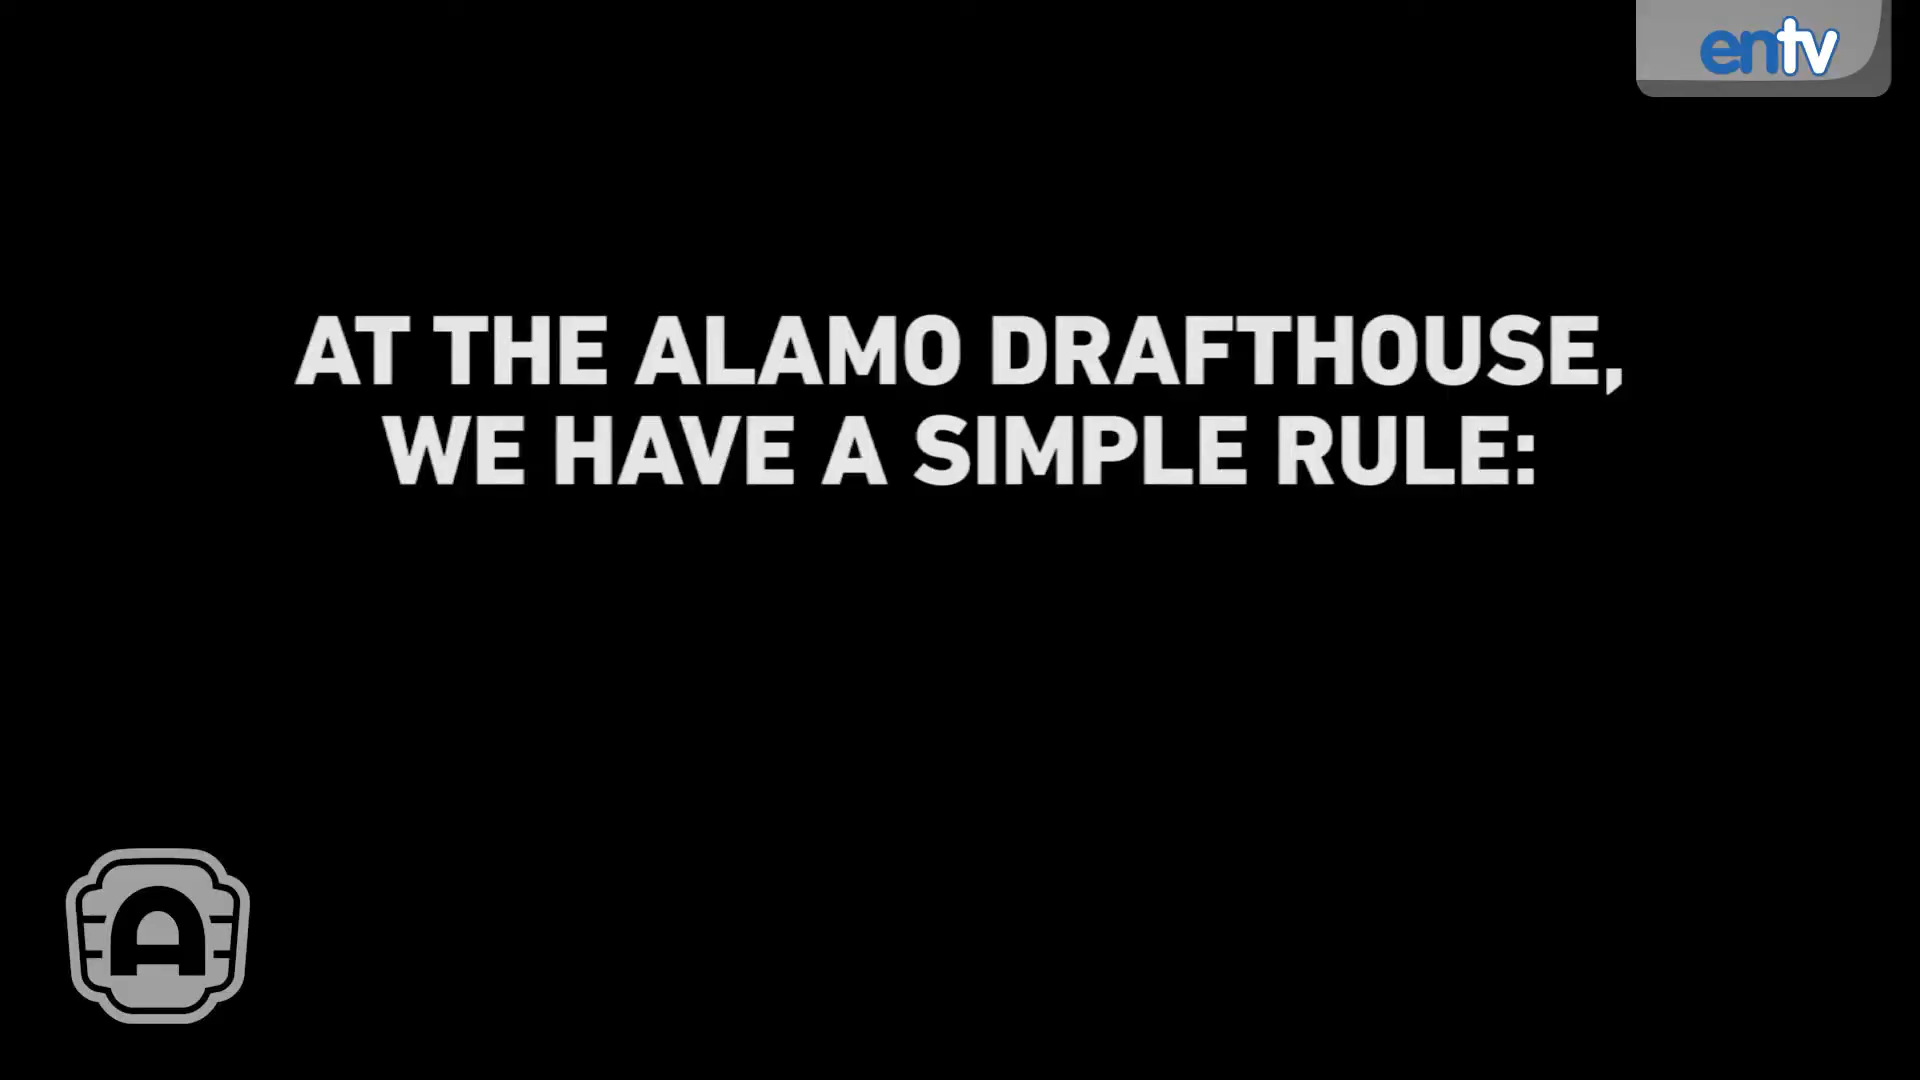 entv
AT THE ALAMO DRAFTHOUSE,
WE HAVE A SIMPLE RULE:
A